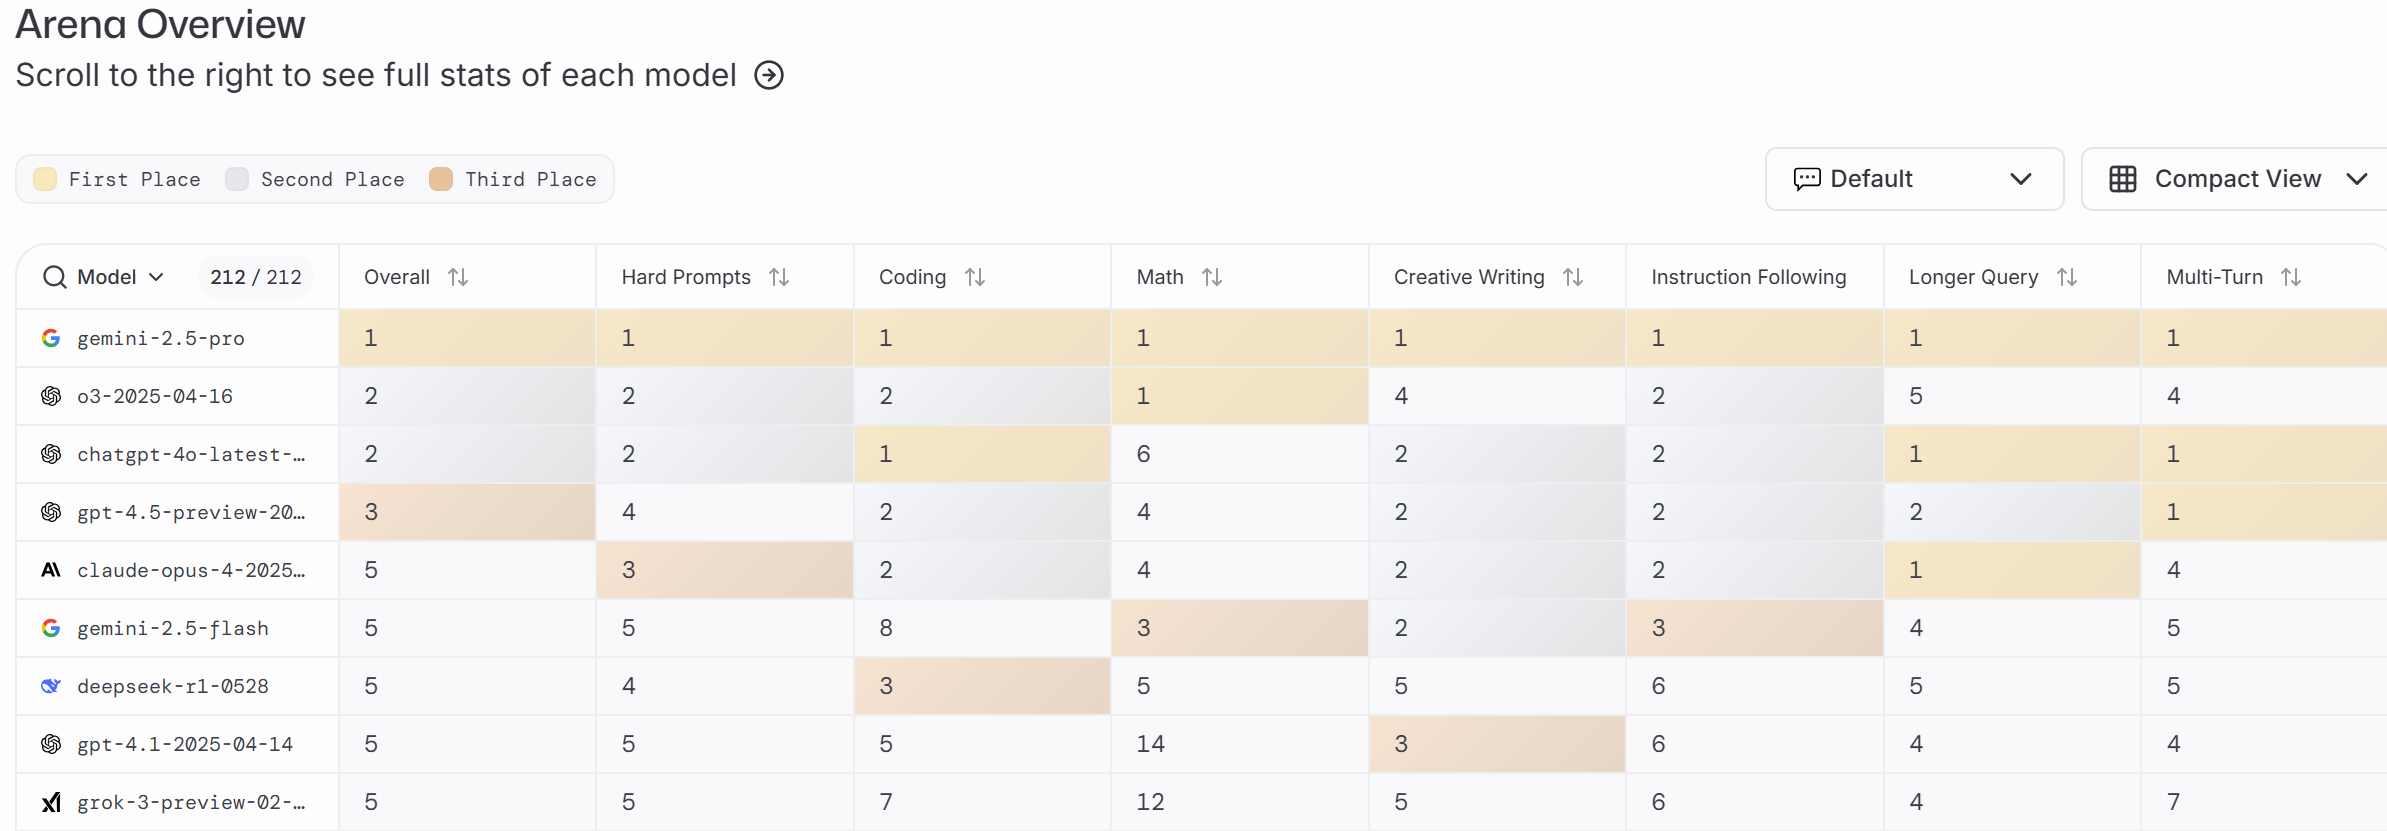 Arena Overview
Scroll to the right to see full stats of each model
First Place Second Place Third Place
Default
Compact View
Model 212 / 212 Overall Hard Prompts Coding Math Creative Writing Instruction Following Longer Query Multi-Turn
gemini-2.5-pro 1 1 1 1 1 1 1 1
o3-2025-04-16 2 2 2 1 4 2 5 4
chatgpt-4o-latest-… 2 2 1 6 2 2 1 1
gpt-4.5-preview-20… 3 4 2 4 2 2 2 1
claude-opus-4-2025… 5 3 2 4 2 2 1 4
gemini-2.5-flash 5 5 8 3 2 3 4 5
deepseek-r1-0528 5 4 3 5 5 6 5 5
gpt-4.1-2025-04-14 5 5 5 14 3 6 4 4
grok-3-preview-02-… 5 5 7 12 5 6 4 7